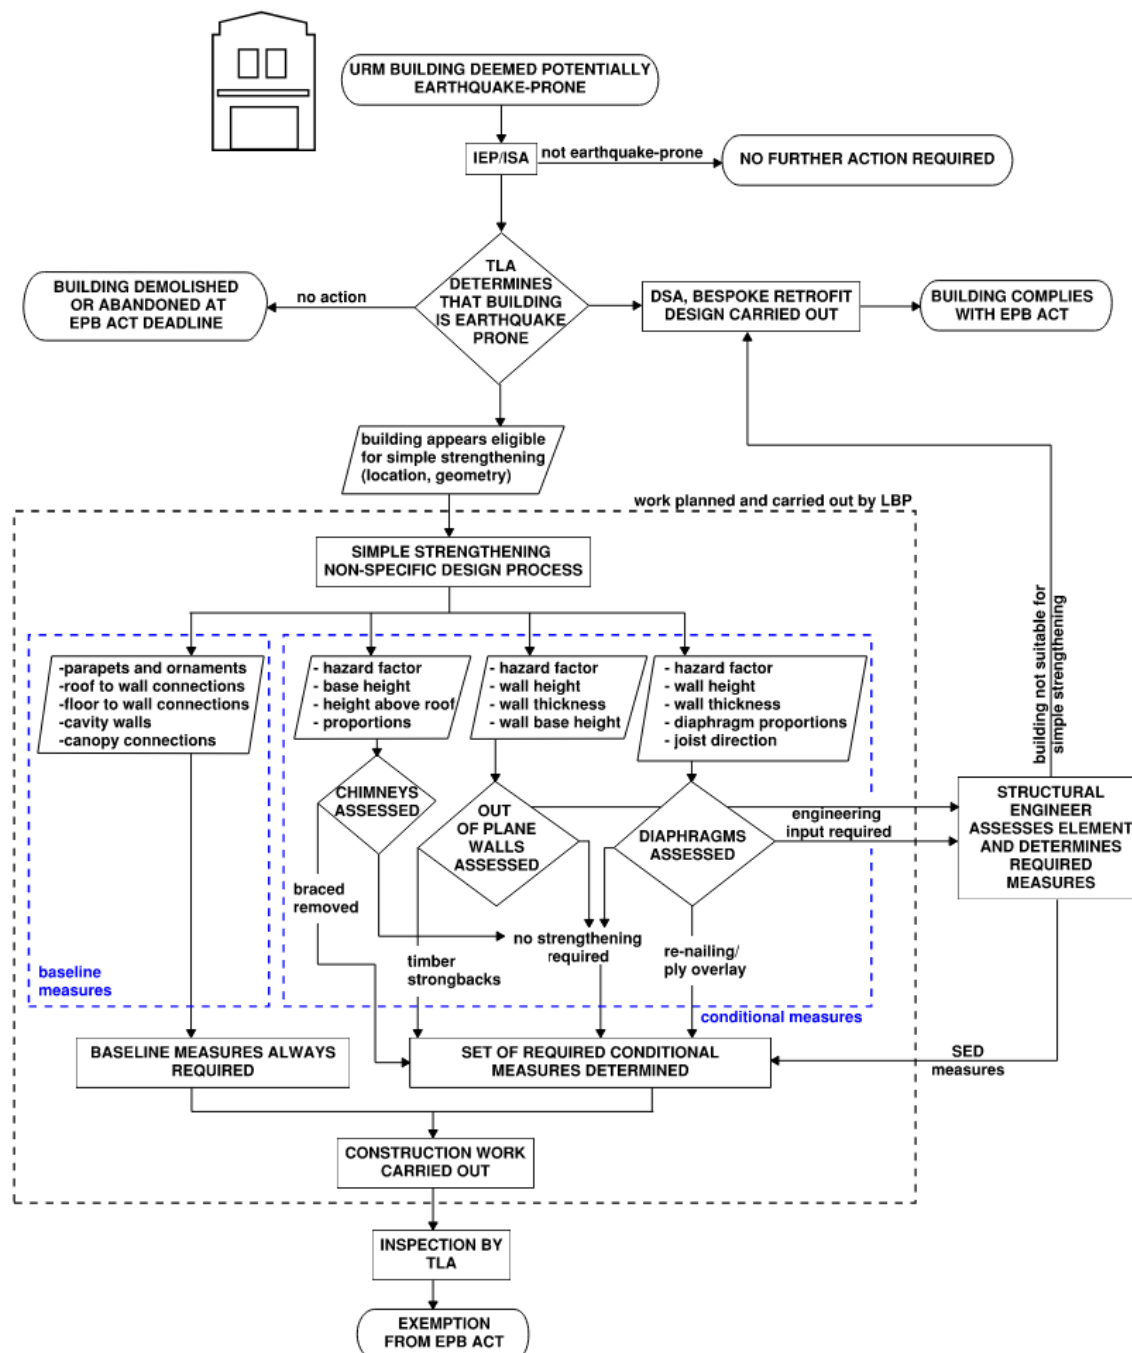 URM BUILDING DEEMED POTENTIALLY
EARTHQUAKE-PRONE
IEP/ISA
not earthquake-prone
NO FURTHER ACTION REQUIRED
TLA
DETERMINES
THAT BUILDING
IS EARTHQUAKE
PRONE
no action
BUILDING DEMOLISHED
OR ABANDONED AT
EPB ACT DEADLINE
DSA, BESPOKE RETROFIT
DESIGN CARRIED OUT
BUILDING COMPLIES
WITH EPB ACT
building appears eligible
for simple strengthening
(location, geometry)
work planned and carried out by LBP
SIMPLE STRENGTHENING
NON-SPECIFIC DESIGN PROCESS
-parapets and ornaments
-roof to wall connections
-floor to wall connections
-cavity walls
-canopy connections
- hazard factor
- base height
- height above roof
- proportions
- hazard factor
- wall height
- wall thickness
- wall base height
- hazard factor
- wall height
- wall thickness
- diaphragm proportions
- joist direction
building not suitable for
simple strengthening
CHIMNEYS
ASSESSED
OUT
OF PLANE
WALLS
ASSESSED
DIAPHRAGMS
ASSESSED
engineering
input required
STRUCTURAL
ENGINEER
ASSESSES ELEMENT
AND DETERMINES
REQUIRED
MEASURES
braced
removed
timber
strongbacks
no strengthening
required
re-nailing/
ply overlay
baseline
measures
conditional measures
BASELINE MEASURES ALWAYS
REQUIRED
SET OF REQUIRED CONDITIONAL
MEASURES DETERMINED
SED
measures
CONSTRUCTION WORK
CARRIED OUT
INSPECTION BY
TLA
EXEMPTION
FROM EPB ACT